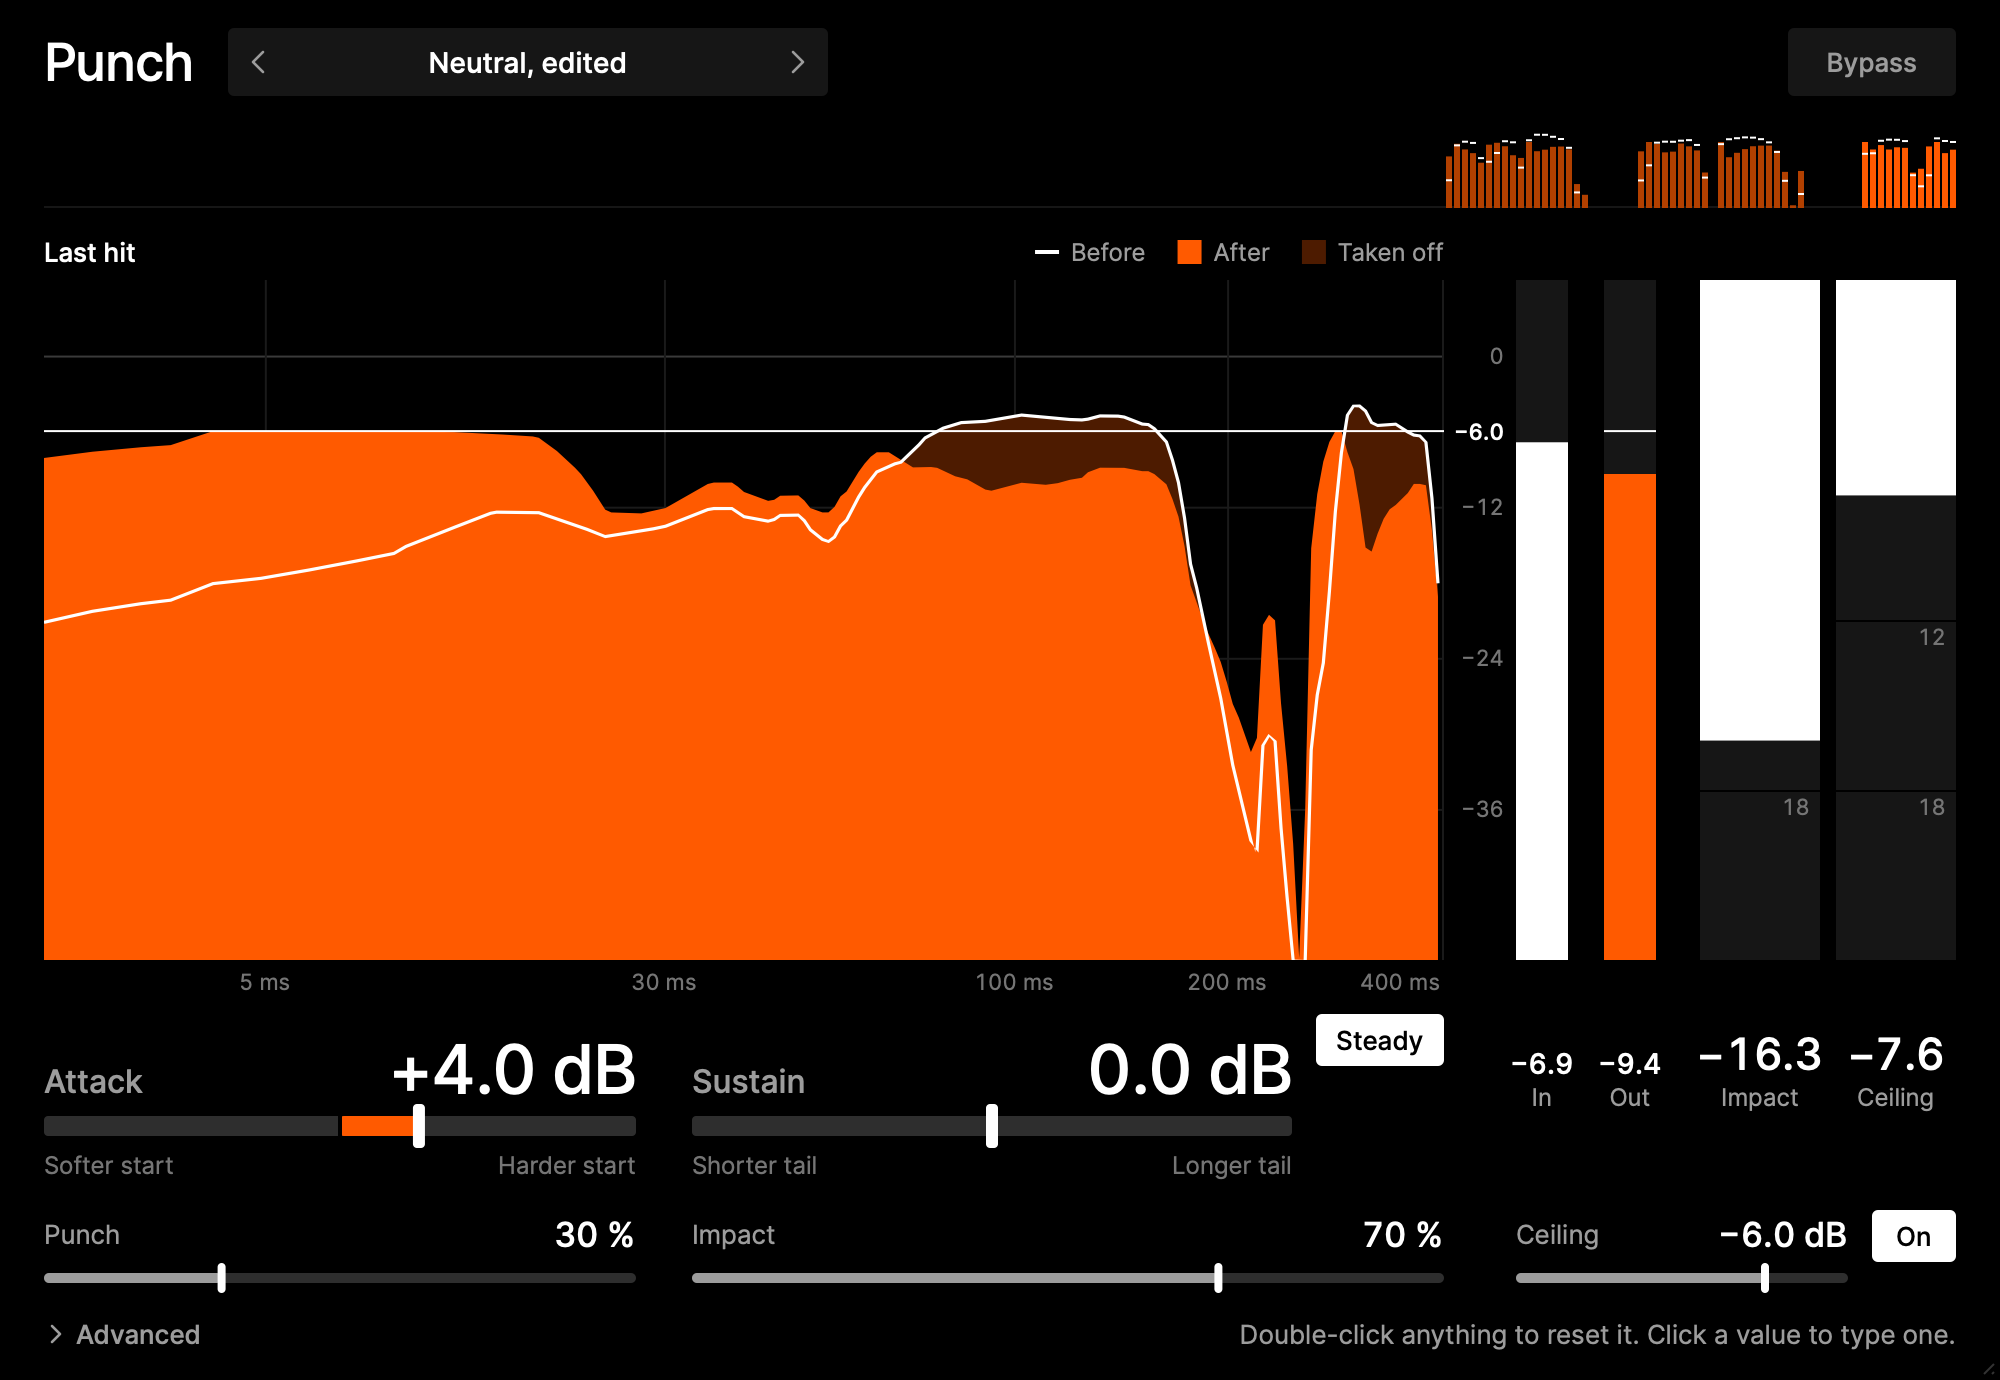 Punch
Neutral, edited
Bypass
Last hit
Before
After
Taken off
0
−6.0
−12
−24
−36
12
18
18
5 ms
30 ms
100 ms
200 ms
400 ms
Attack
+4.0 dB
Softer start
Harder start
Sustain
0.0 dB
Steady
Shorter tail
Longer tail
−6.9
In
−9.4
Out
−16.3
Impact
−7.6
Ceiling
Punch
30 %
Impact
70 %
Ceiling
−6.0 dB
On
Advanced
Double-click anything to reset it. Click a value to type one.